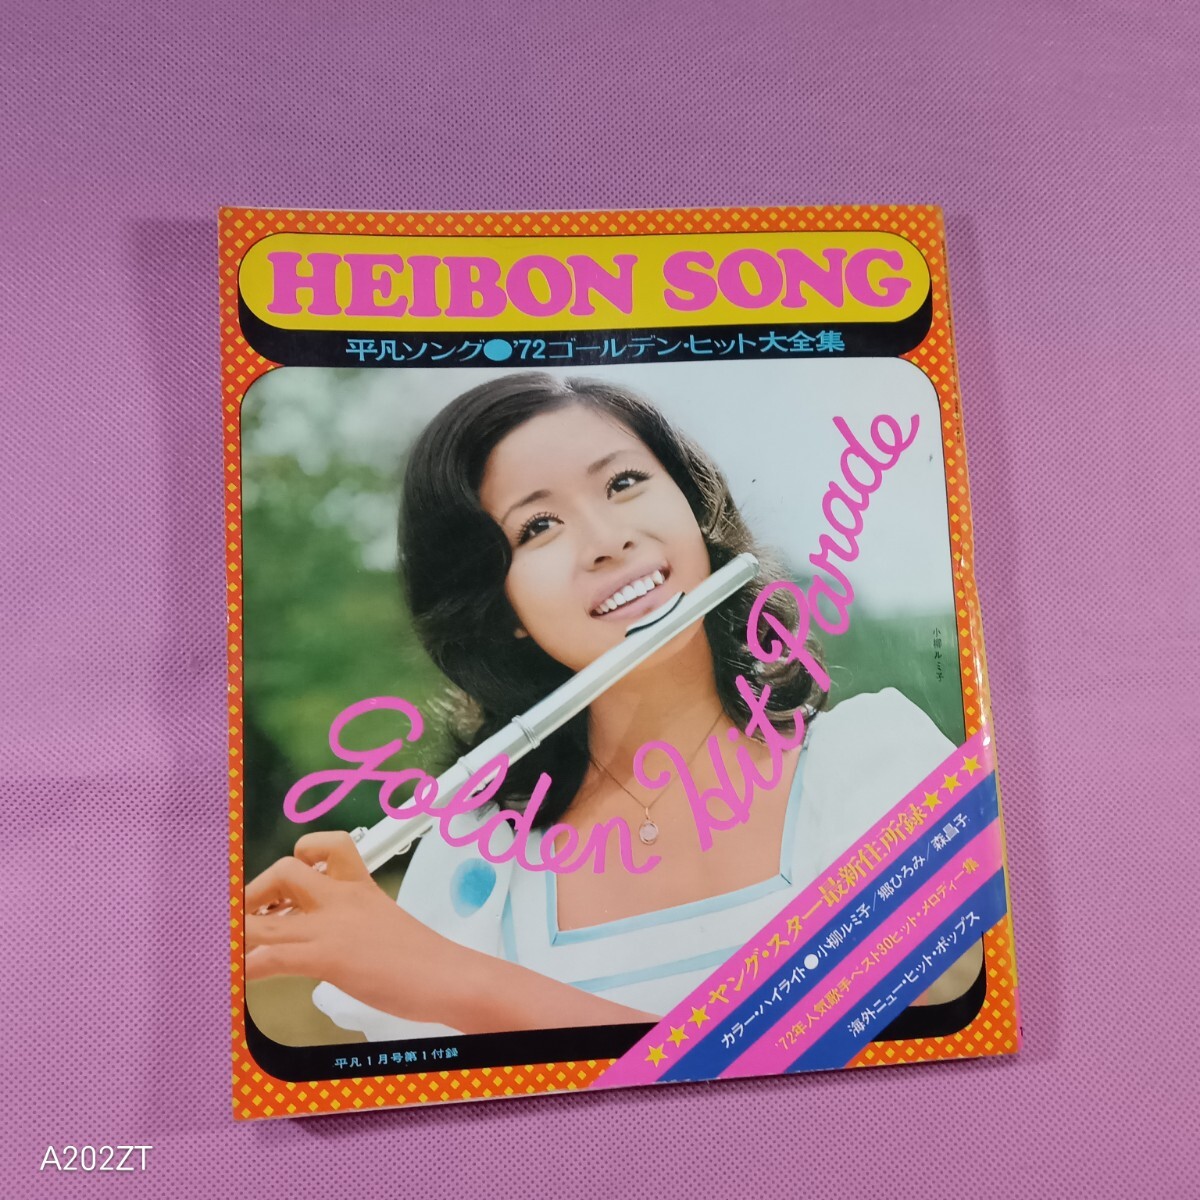 HEIBON SONG
平凡ソング●'72ゴールデン・ヒット大全集
Golden Hit Parade
小柳ルミ子
★★★ヤング・スター最新住所録★★★
カラー・ハイライト●小柳ルミ子/郷ひろみ/森昌子
'72年人気歌手ベスト30ヒット・メロディー集
海外ニュー・ヒット・ポップス
平凡1月号第1付録
A202ZT